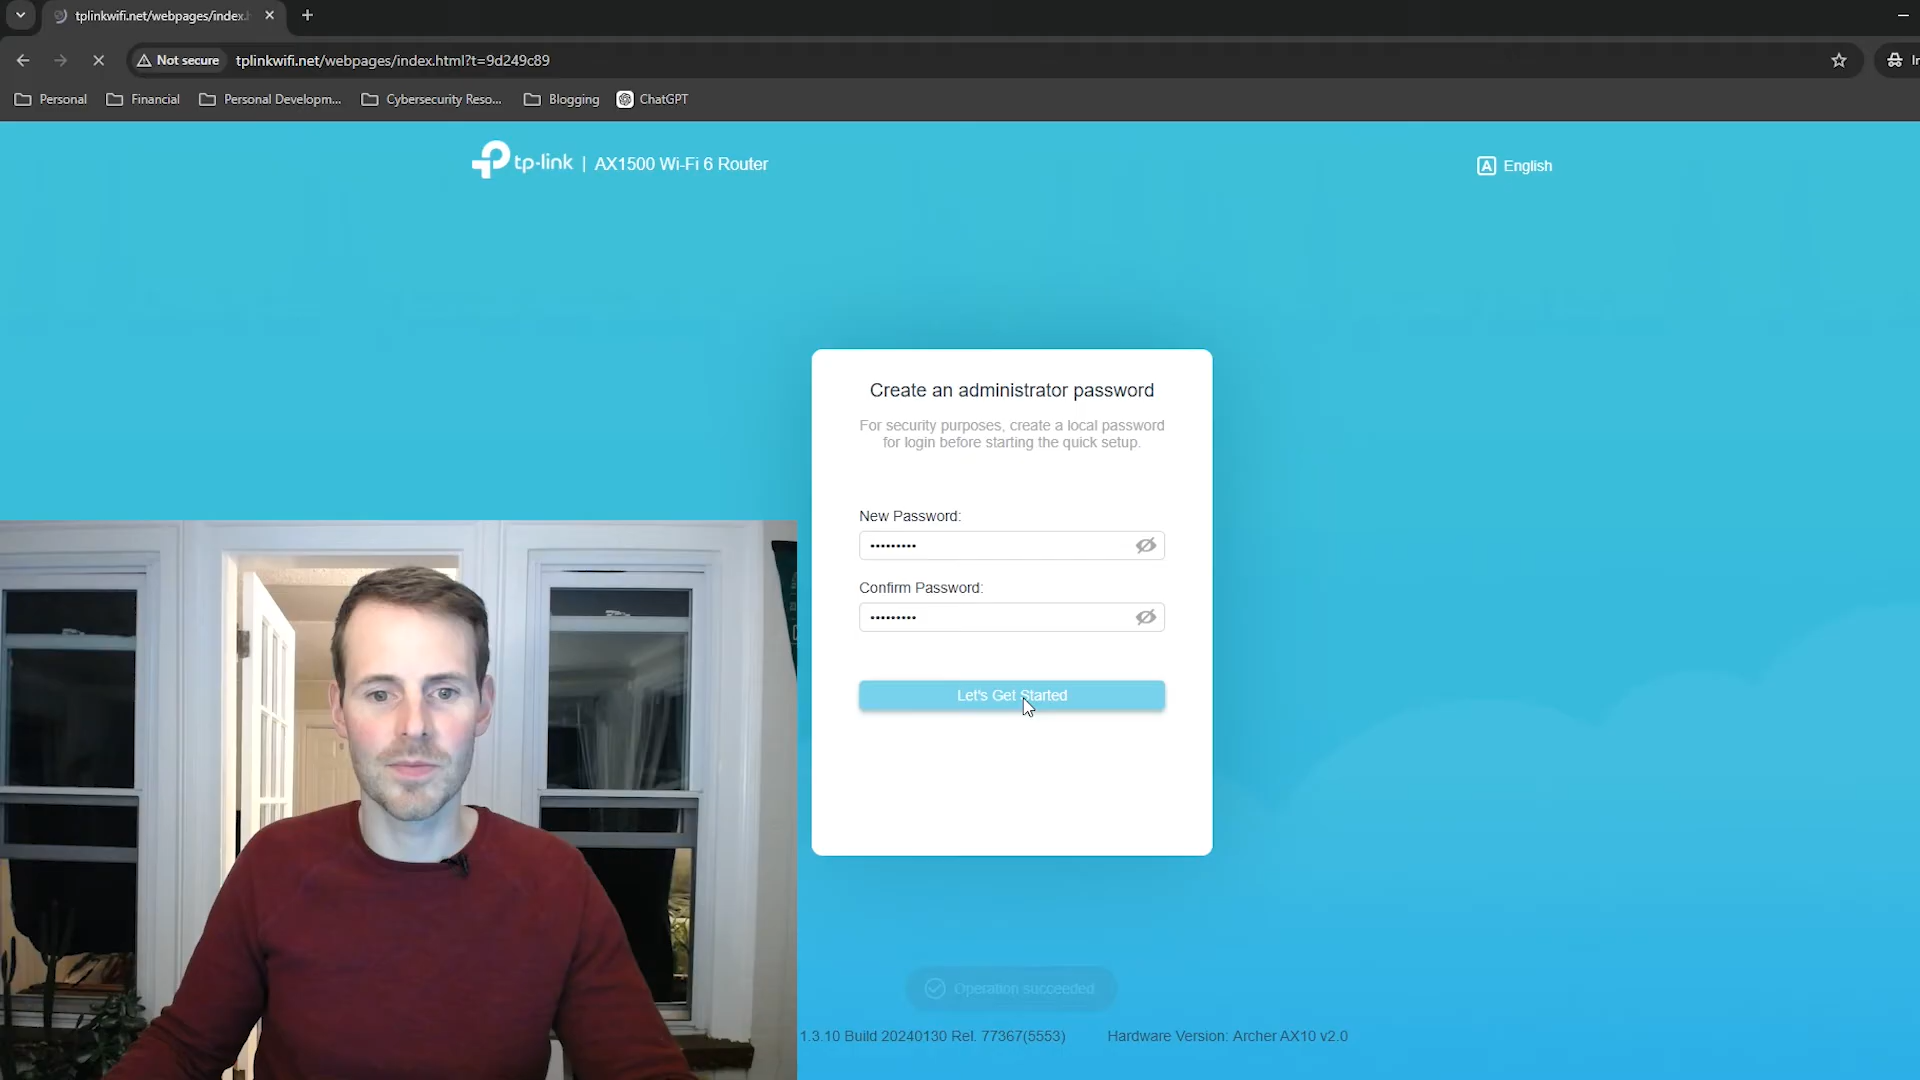 tplinkwifi.net/webpages/index.
Not secure
tplinkwifi.net/webpages/index.html?t=9d249c89
Personal
Financial
Personal Developm...
Cybersecurity Reso...
Blogging
ChatGPT
tp-link | AX1500 Wi-Fi 6 Router
English
Create an administrator password
For security purposes, create a local password
for login before starting the quick setup.
New Password:
Confirm Password:
Let's Get Started
Operation succeeded
1.3.10 Build 20240130 Rel. 77367(5553) Hardware Version: Archer AX10 v2.0